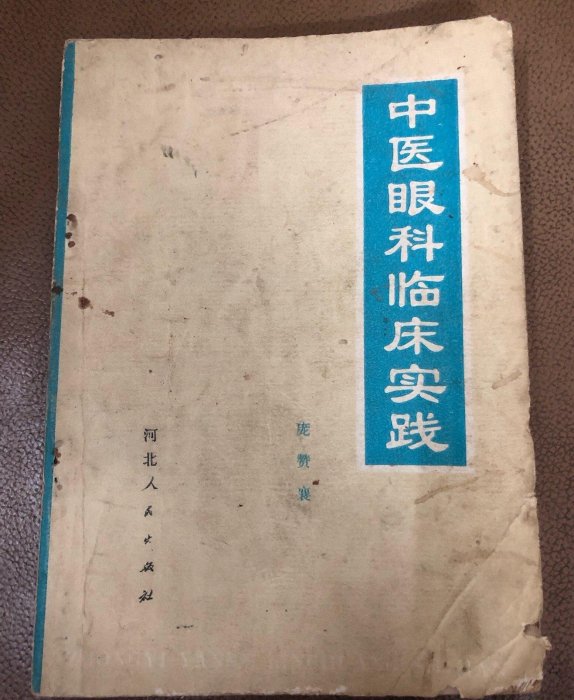 中医眼科临床实践
庞赞襄
河北人民出版社